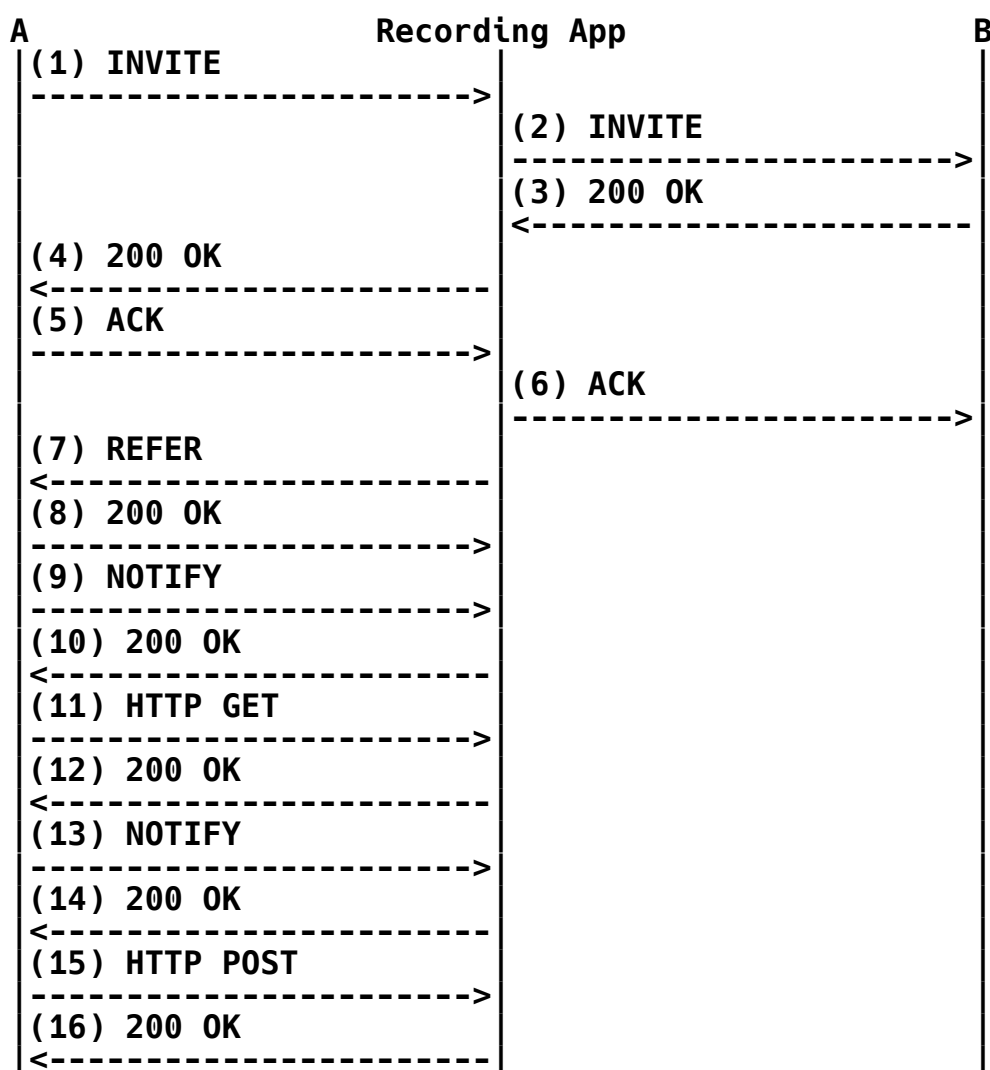 A Recording App B
(1) INVITE
----------------------->
(2) INVITE
----------------------->
(3) 200 OK
<-----------------------
(4) 200 OK
<-----------------------
(5) ACK
----------------------->
(6) ACK
----------------------->
(7) REFER
<-----------------------
(8) 200 OK
----------------------->
(9) NOTIFY
----------------------->
(10) 200 OK
<-----------------------
(11) HTTP GET
----------------------->
(12) 200 OK
<-----------------------
(13) NOTIFY
----------------------->
(14) 200 OK
<-----------------------
(15) HTTP POST
----------------------->
(16) 200 OK
<-----------------------